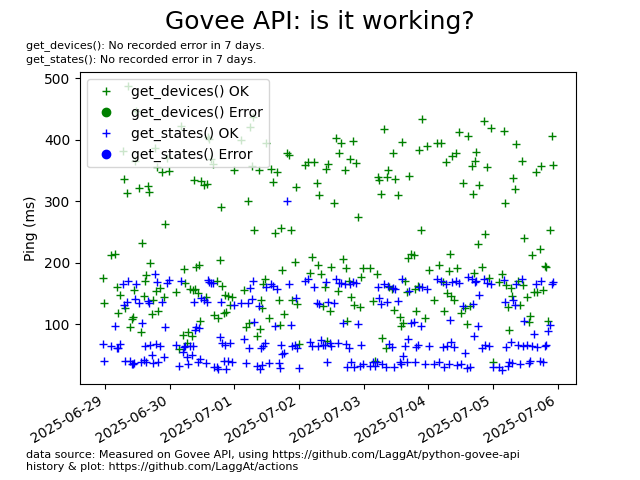 Govee API: is it working?
get_devices(): No recorded error in 7 days.
get_states(): No recorded error in 7 days.
get_devices() OK
get_devices() Error
get_states() OK
get_states() Error
Ping (ms)
500
400
300
200
100
2025-06-29
2025-06-30
2025-07-01
2025-07-02
2025-07-03
2025-07-04
2025-07-05
2025-07-06
data source: Measured on Govee API, using https://github.com/LaggAt/python-govee-api
history & plot: https://github.com/LaggAt/actions